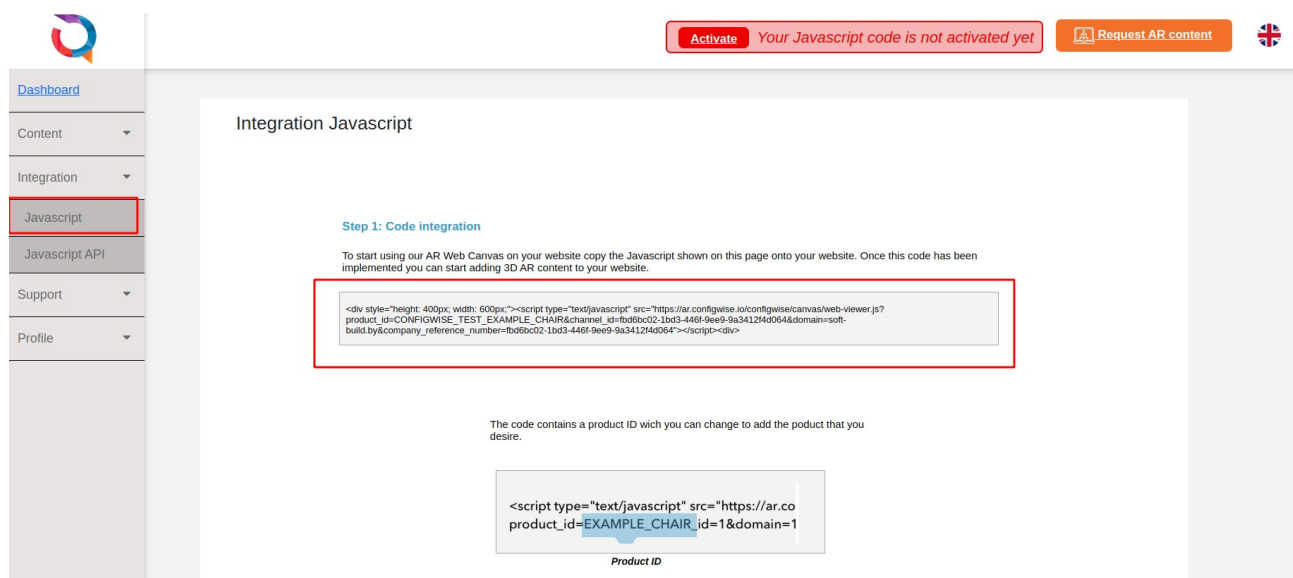 Activate Your Javascript code is not activated yet
Request AR content
Dashboard
Content
Integration
Javascript
Javascript API
Support
Profile
Integration Javascript
Step 1: Code integration
To start using our AR Web Canvas on your website copy the Javascript shown on this page onto your website. Once this code has been
implemented you can start adding 3D AR content to your website.
<div style="height: 400px; width: 600px;"><script type="text/javascript" src="https://ar.configwise.io/configwise/canvas/web-viewer.js?
product_id=CONFIGWISE_TEST_EXAMPLE_CHAIR&channel_id=fbd6bc02-1bd3-446f-9ee9-9a3412f4d064&domain=soft-
build.by&company_reference_number=fbd6bc02-1bd3-446f-9ee9-9a3412f4d064"></script><div>
The code contains a product ID wich you can change to add the poduct that you
desire.
<script type="text/javascript" src="https://ar.co
product_id=EXAMPLE_CHAIR_id=1&domain=1
Product ID